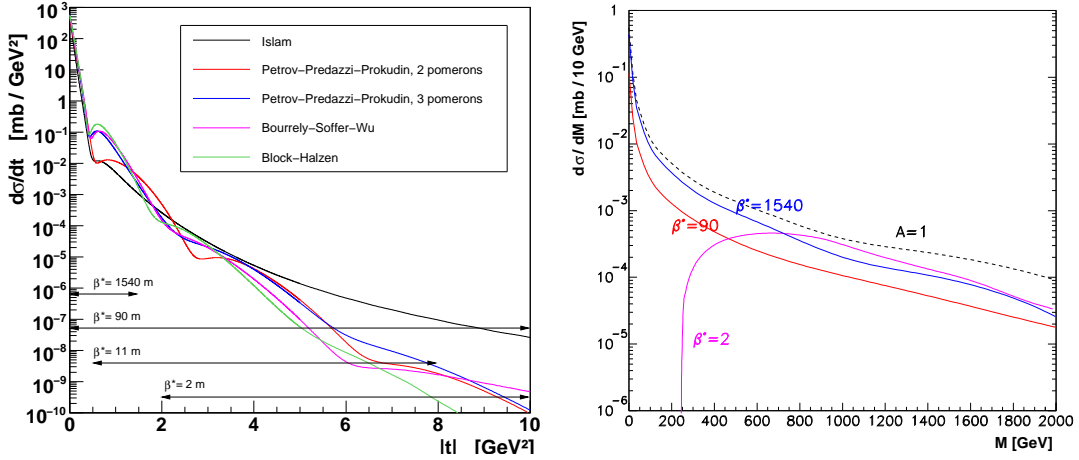 dσ/dt [mb / GeV²]
10³
10²
10
1
10⁻¹
10⁻²
10⁻³
10⁻⁴
10⁻⁵
10⁻⁶
10⁻⁷
10⁻⁸
10⁻⁹
10⁻¹⁰
Islam
Petrov−Predazzi−Prokudin, 2 pomerons
Petrov−Predazzi−Prokudin, 3 pomerons
Bourrely−Soffer−Wu
Block−Halzen
β*= 1540 m
β*= 90 m
β*= 11 m
β*= 2 m
0 2 4 6 8 10
|t| [GeV²]
dσ/ dM [mb / 10 GeV]
1
10⁻¹
10⁻²
10⁻³
10⁻⁴
10⁻⁵
10⁻⁶
β*=1540
β*=90
A=1
β*=2
0 200 400 600 800 1000 1200 1400 1600 1800 2000
M [GeV]